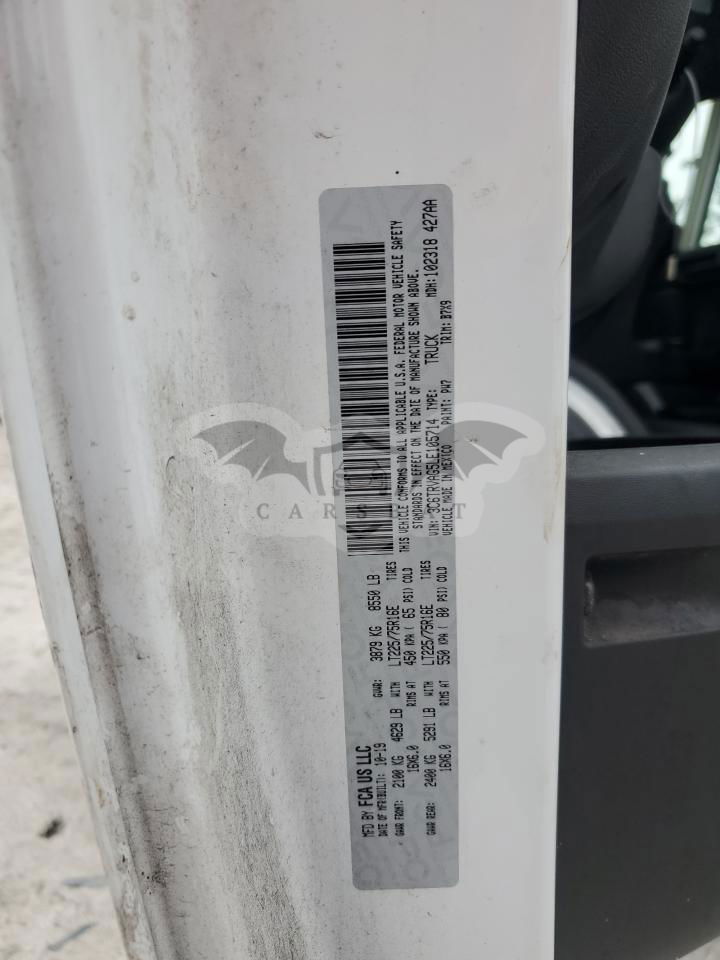 MFD BY FCA US LLC
DATE OF MFR(BUILT): 10-19 GVWR: 3879 KG 8550 LB
GAWR FRONT: 2100 KG 4629 LB WITH LT225/75R16E TIRES
16X6.0 RIMS AT 450 KPA ( 65 PSI) COLD
GAWR REAR: 2400 KG 5291 LB WITH LT225/75R16E TIRES
16X6.0 RIMS AT 550 KPA ( 80 PSI) COLD
THIS VEHICLE CONFORMS TO ALL APPLICABLE U.S.A. FEDERAL MOTOR VEHICLE SAFETY
STANDARDS IN EFFECT ON THE DATE OF MANUFACTURE SHOWN ABOVE.
VIN: 3C6TRVAG5LE105714 TYPE: TRUCK MDH:102318 427AA
VEHICLE MADE IN MEXICO PAINT: PW7 TRIM: B7X9